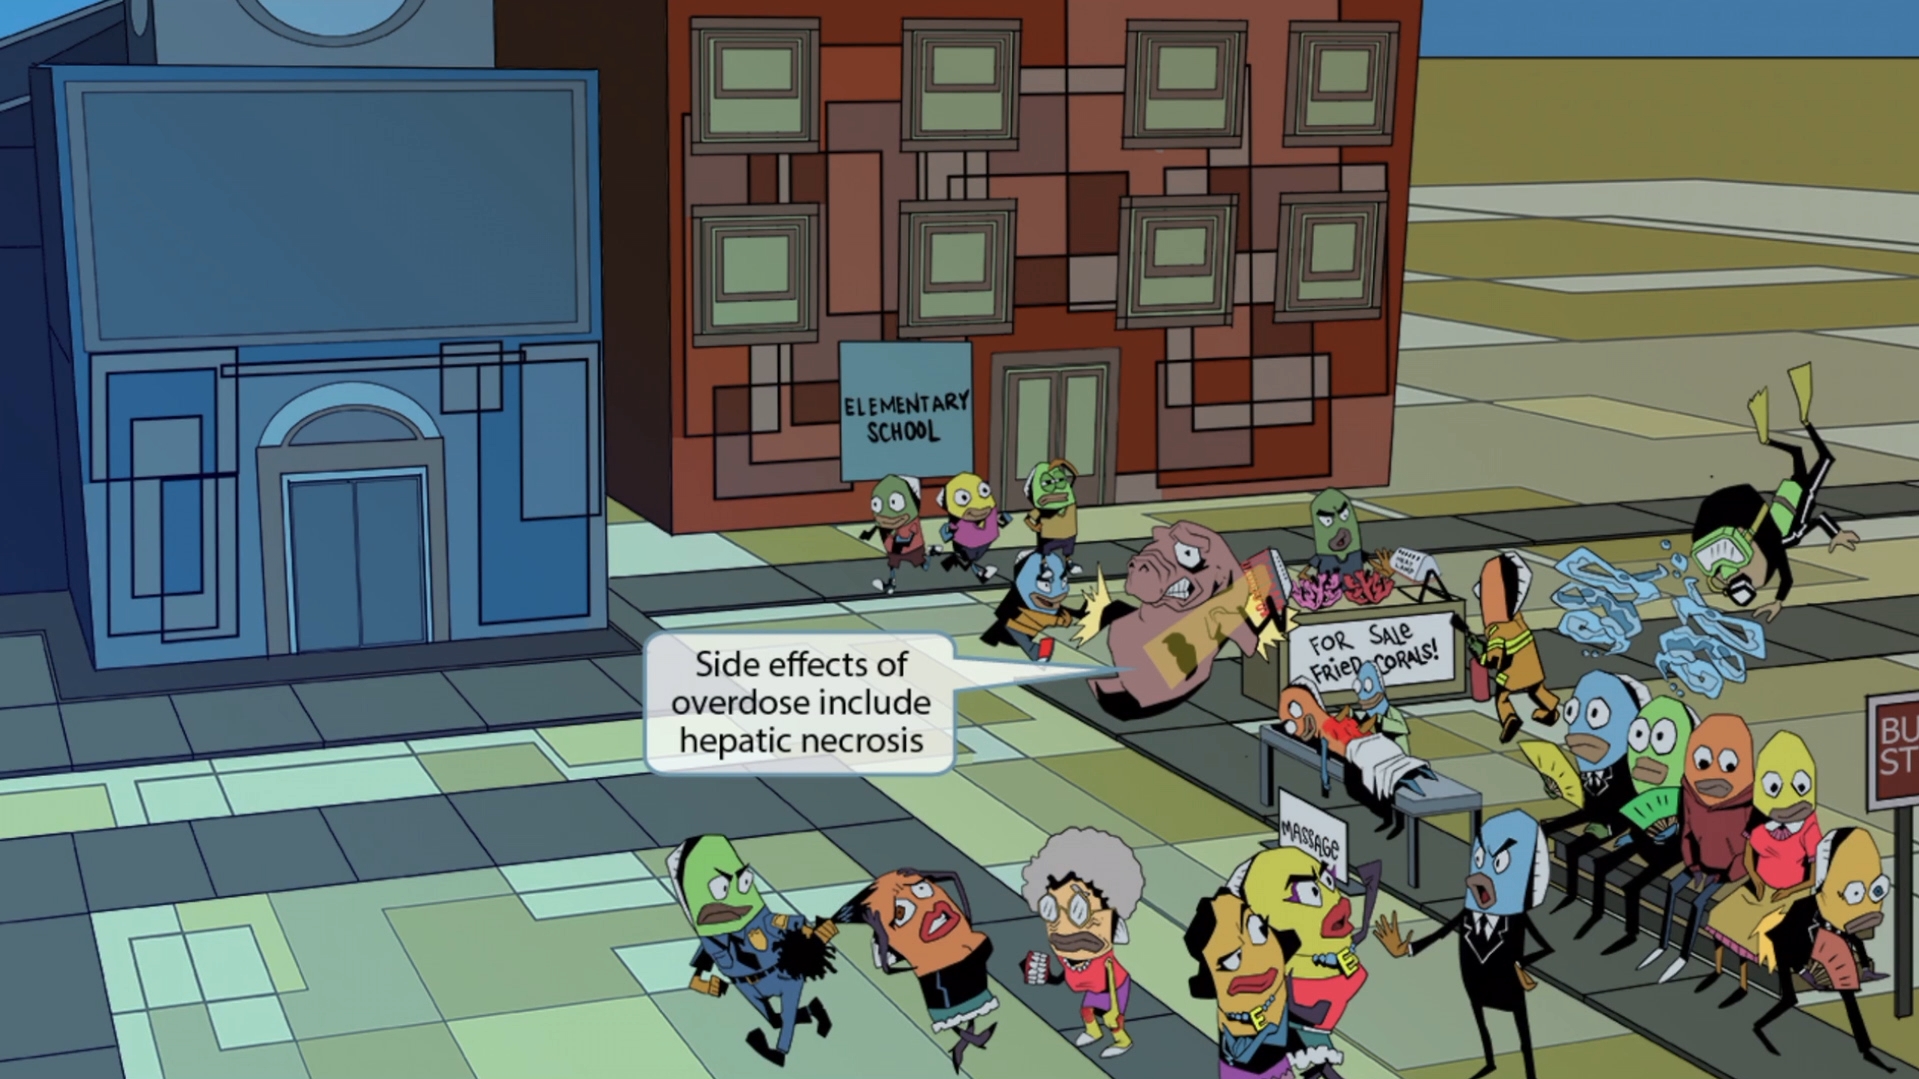 ELEMENTARY
SCHOOL
FOR SALE
FRIED CORALS!
Side effects of
overdose include
hepatic necrosis
MASSAGE
BU
ST
E
E